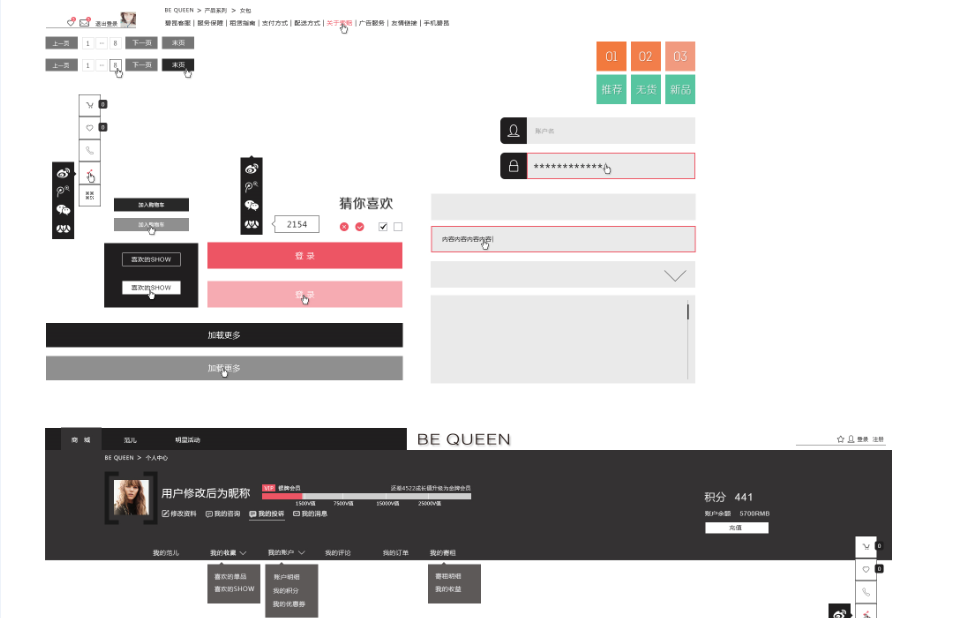 BE QUEEN > 产品系列 > 女包
退出登录
蔓孢客服 | 服务保障 | 租赁指南 | 支付方式 | 配送方式 | 关于 | 广告服务 | 友情链接 | 手机蔓孢
上一页 1 — 8 下一页 末页
上一页 1 — 8 下一页 末页
01 02 03
推荐 无货 新品
0
0
账户名
************
加入购物车
加入购物车
2154
猜你喜欢
内容内容内容内容
喜欢的SHOW
喜欢的SHOW
登 录
登 录
加载更多
加载更多
商 城 范儿 明星活动
BE QUEEN
登录 注册
BE QUEEN > 个人中心
用户修改后为昵称
VIP 银牌会员
还差4522成长值升级为金牌会员
1500V值 7500V值 15000V值 25000V值
修改资料 我的咨询 我的投诉 我的消息
积分 441
账户余额 5700RMB
充值
我的范儿 我的收藏 我的账户 我的评论 我的订单 我的寄租
0
0
喜欢的单品
喜欢的SHOW
账户明细
我的积分
我的优惠券
寄租明细
我的收益